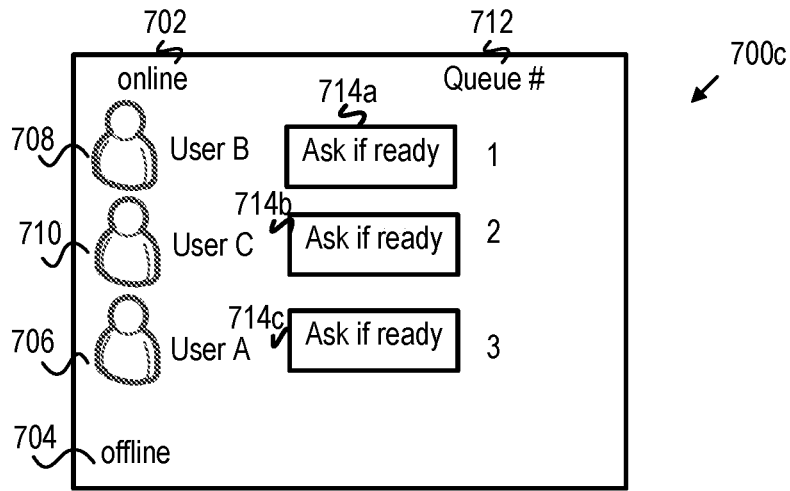 702
712
700c
online
Queue #
714a
708
User B
Ask if ready
1
714b
710
User C
Ask if ready
2
714c
706
User A
Ask if ready
3
704
offline